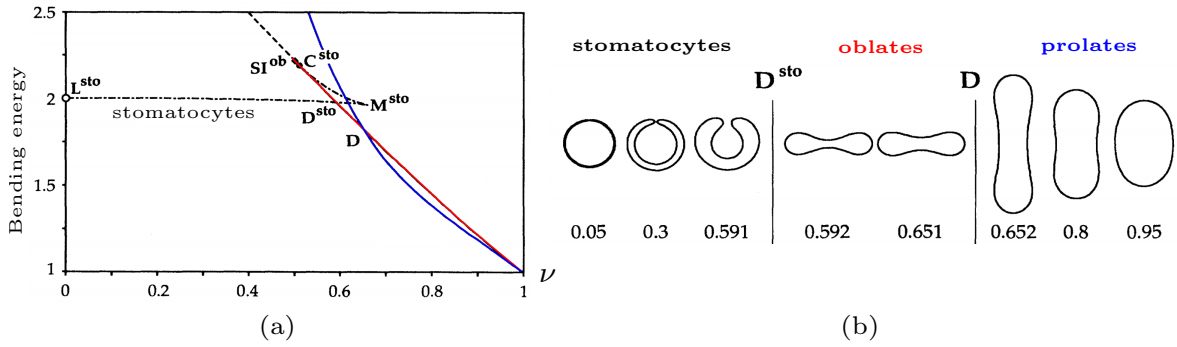 2.5
2
1.5
1
Bending energy
L^sto
stomatocytes
SI^ob
C^sto
M^sto
D^sto
D
0 0.2 0.4 0.6 0.8 1
ν
(a)
stomatocytes oblates prolates
D^sto D
0.05 0.3 0.591 0.592 0.651 0.652 0.8 0.95
(b)